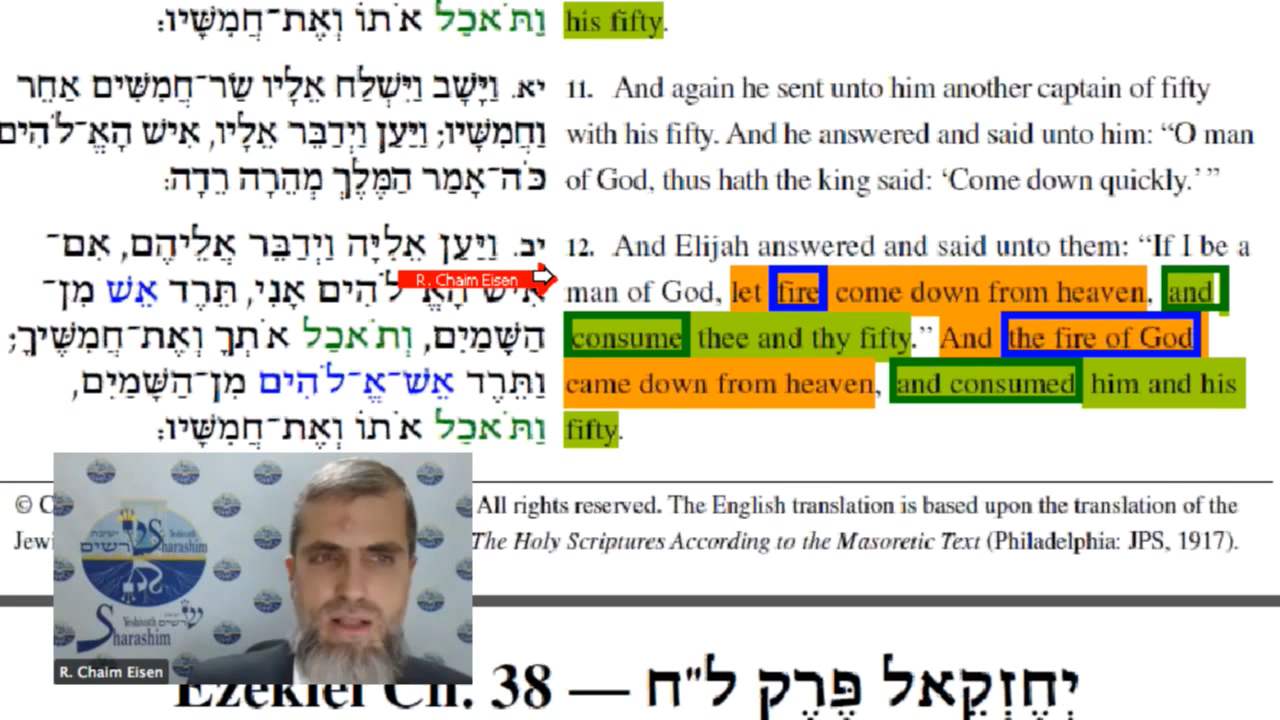 וַתֹּאכַל אֹתוֹ וְאֶת־חֲמִשָּׁיו:
his fifty.
יא. וַיָּשָׁב וַיִּשְׁלַח אֵלָיו שַׂר־חֲמִשִּׁים אַחֵר
וַחֲמִשָּׁיו; וַיַּעַן וַיְדַבֵּר אֵלָיו, אִישׁ הָאֱ־לֹהִים
כֹּה־אָמַר הַמֶּלֶךְ מְהֵרָה רֵדָה:
11. And again he sent unto him another captain of fifty
with his fifty. And he answered and said unto him: “O man
of God, thus hath the king said: ‘Come down quickly.’ ”
יב. וַיַּעַן אֵלִיָּה וַיְדַבֵּר אֲלֵיהֶם, אִם־
אִישׁ הָאֱ־לֹהִים אָנִי, תֵּרֶד אֵשׁ מִן־
הַשָּׁמַיִם, וְתֹאכַל אֹתְךָ וְאֶת־חֲמִשֶּׁיךָ;
וַתֵּרֶד אֵשׁ־אֱ־לֹהִים מִן־הַשָּׁמַיִם,
וַתֹּאכַל אֹתוֹ וְאֶת־חֲמִשָּׁיו:
R. Chaim Eisen
12. And Elijah answered and said unto them: “If I be a
man of God, let fire come down from heaven, and
consume thee and thy fifty.” And the fire of God
came down from heaven, and consumed him and his
fifty.
© All rights reserved. The English translation is based upon the translation of the
The Holy Scriptures According to the Masoretic Text (Philadelphia: JPS, 1917).
ישיבת שרשים
Yeshivath Sharashim
Yeshivath שרשים
Sharashim
R. Chaim Eisen
Ezekiel Ch. 38 — יְחֶזְקֵאל פֶּרֶק ל"ח